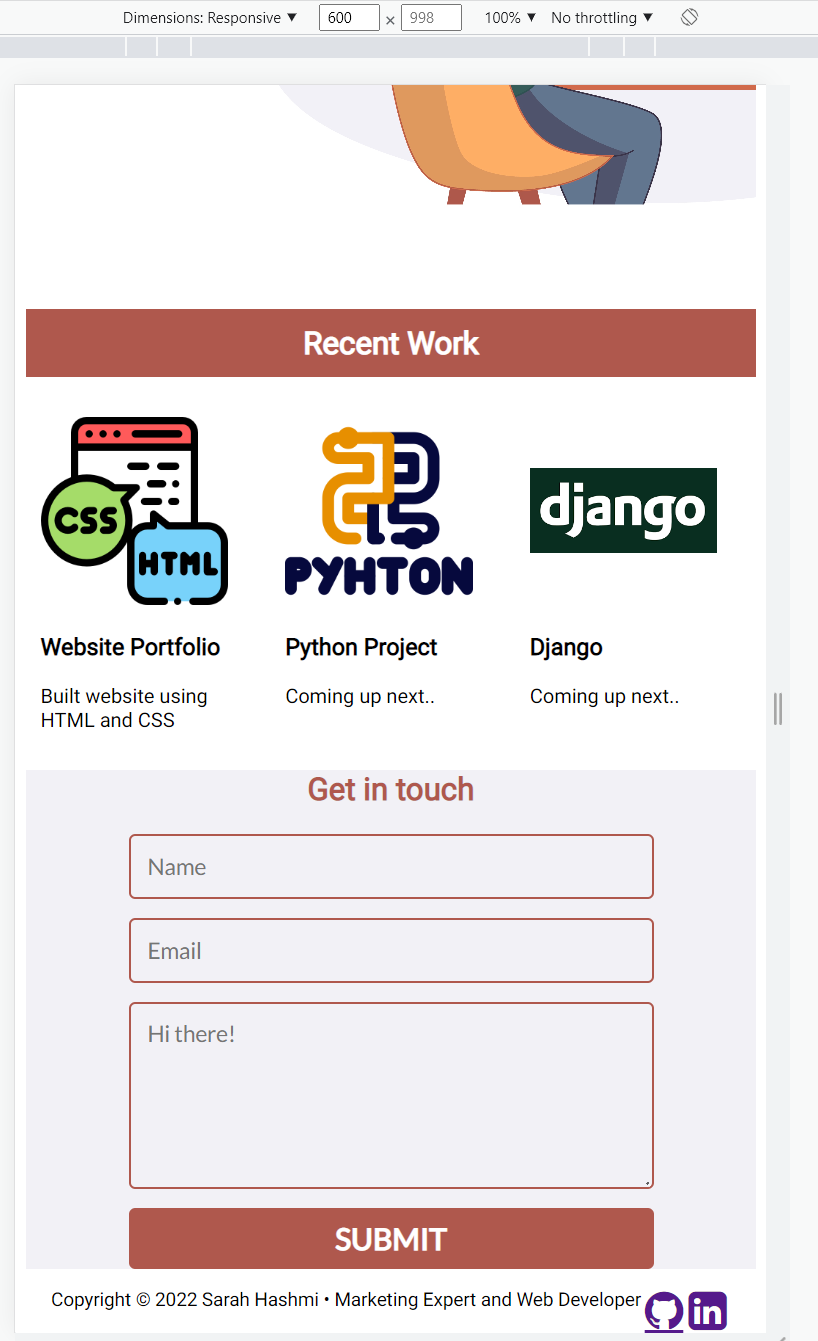 Dimensions: Responsive ▼ 600 × 998 100% ▼ No throttling ▼
Recent Work
CSS
HTML
PYHTON
django
Website Portfolio
Python Project
Django
Built website using
HTML and CSS
Coming up next..
Coming up next..
Get in touch
Name
Email
Hi there!
SUBMIT
Copyright © 2022 Sarah Hashmi • Marketing Expert and Web Developer
in